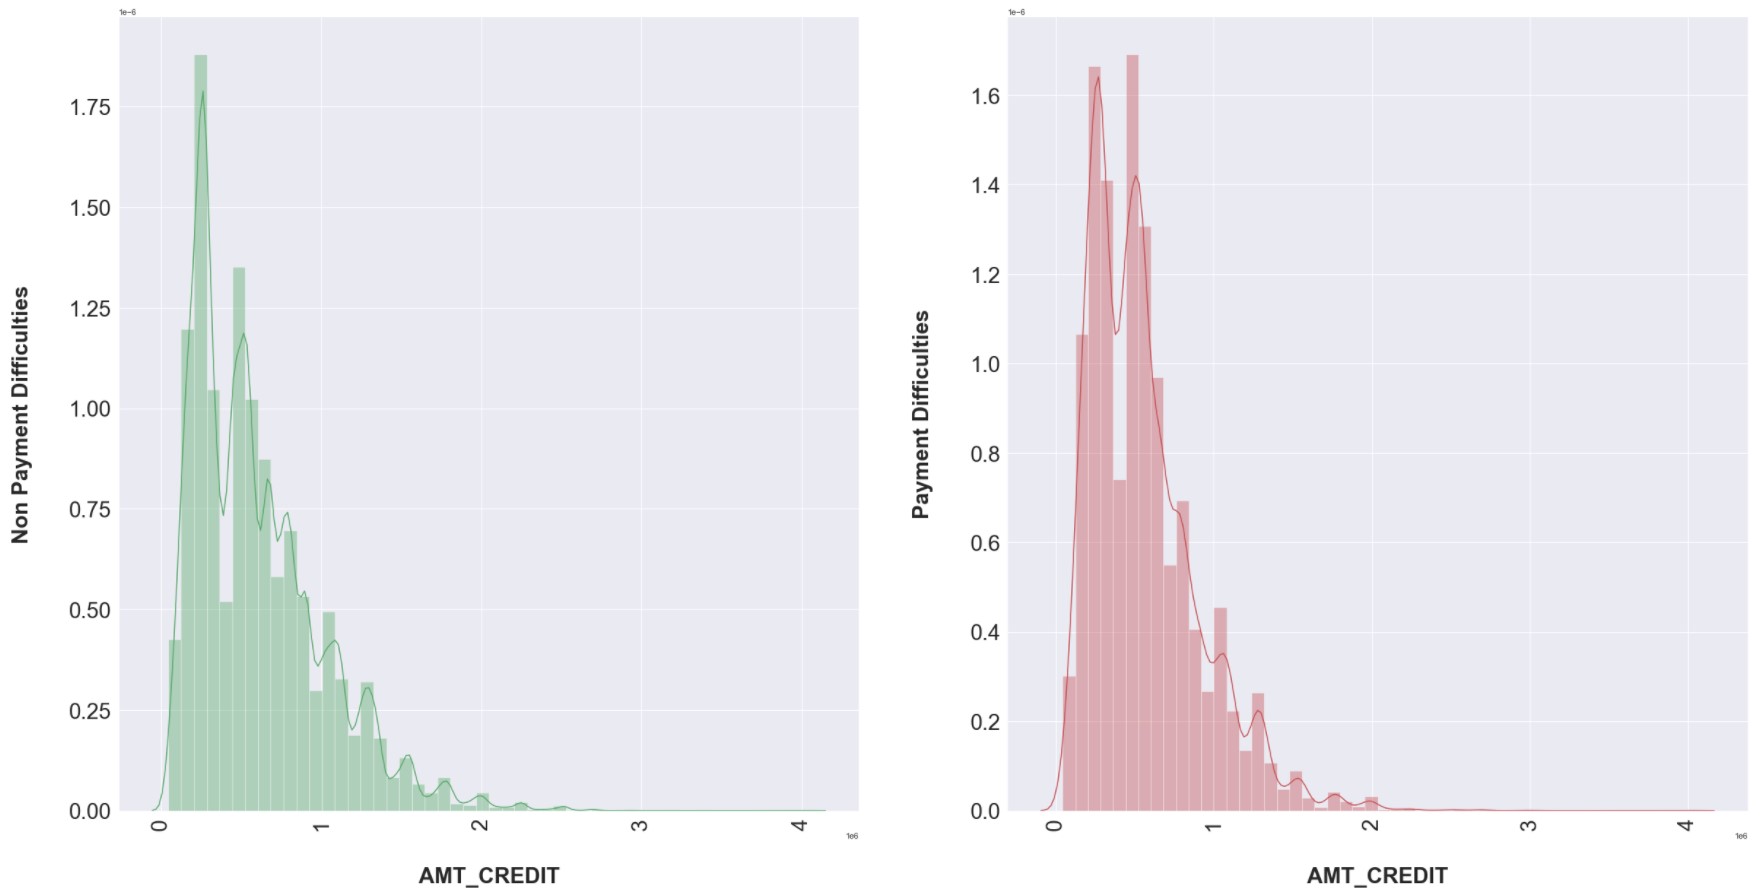 1e−6
1.75
1.50
1.25
1.00
0.75
0.50
0.25
0.00
Non Payment Difficulties
0 1 2 3 4
1e6
AMT_CREDIT
1e−6
1.6
1.4
1.2
1.0
0.8
0.6
0.4
0.2
0.0
Payment Difficulties
0 1 2 3 4
1e6
AMT_CREDIT